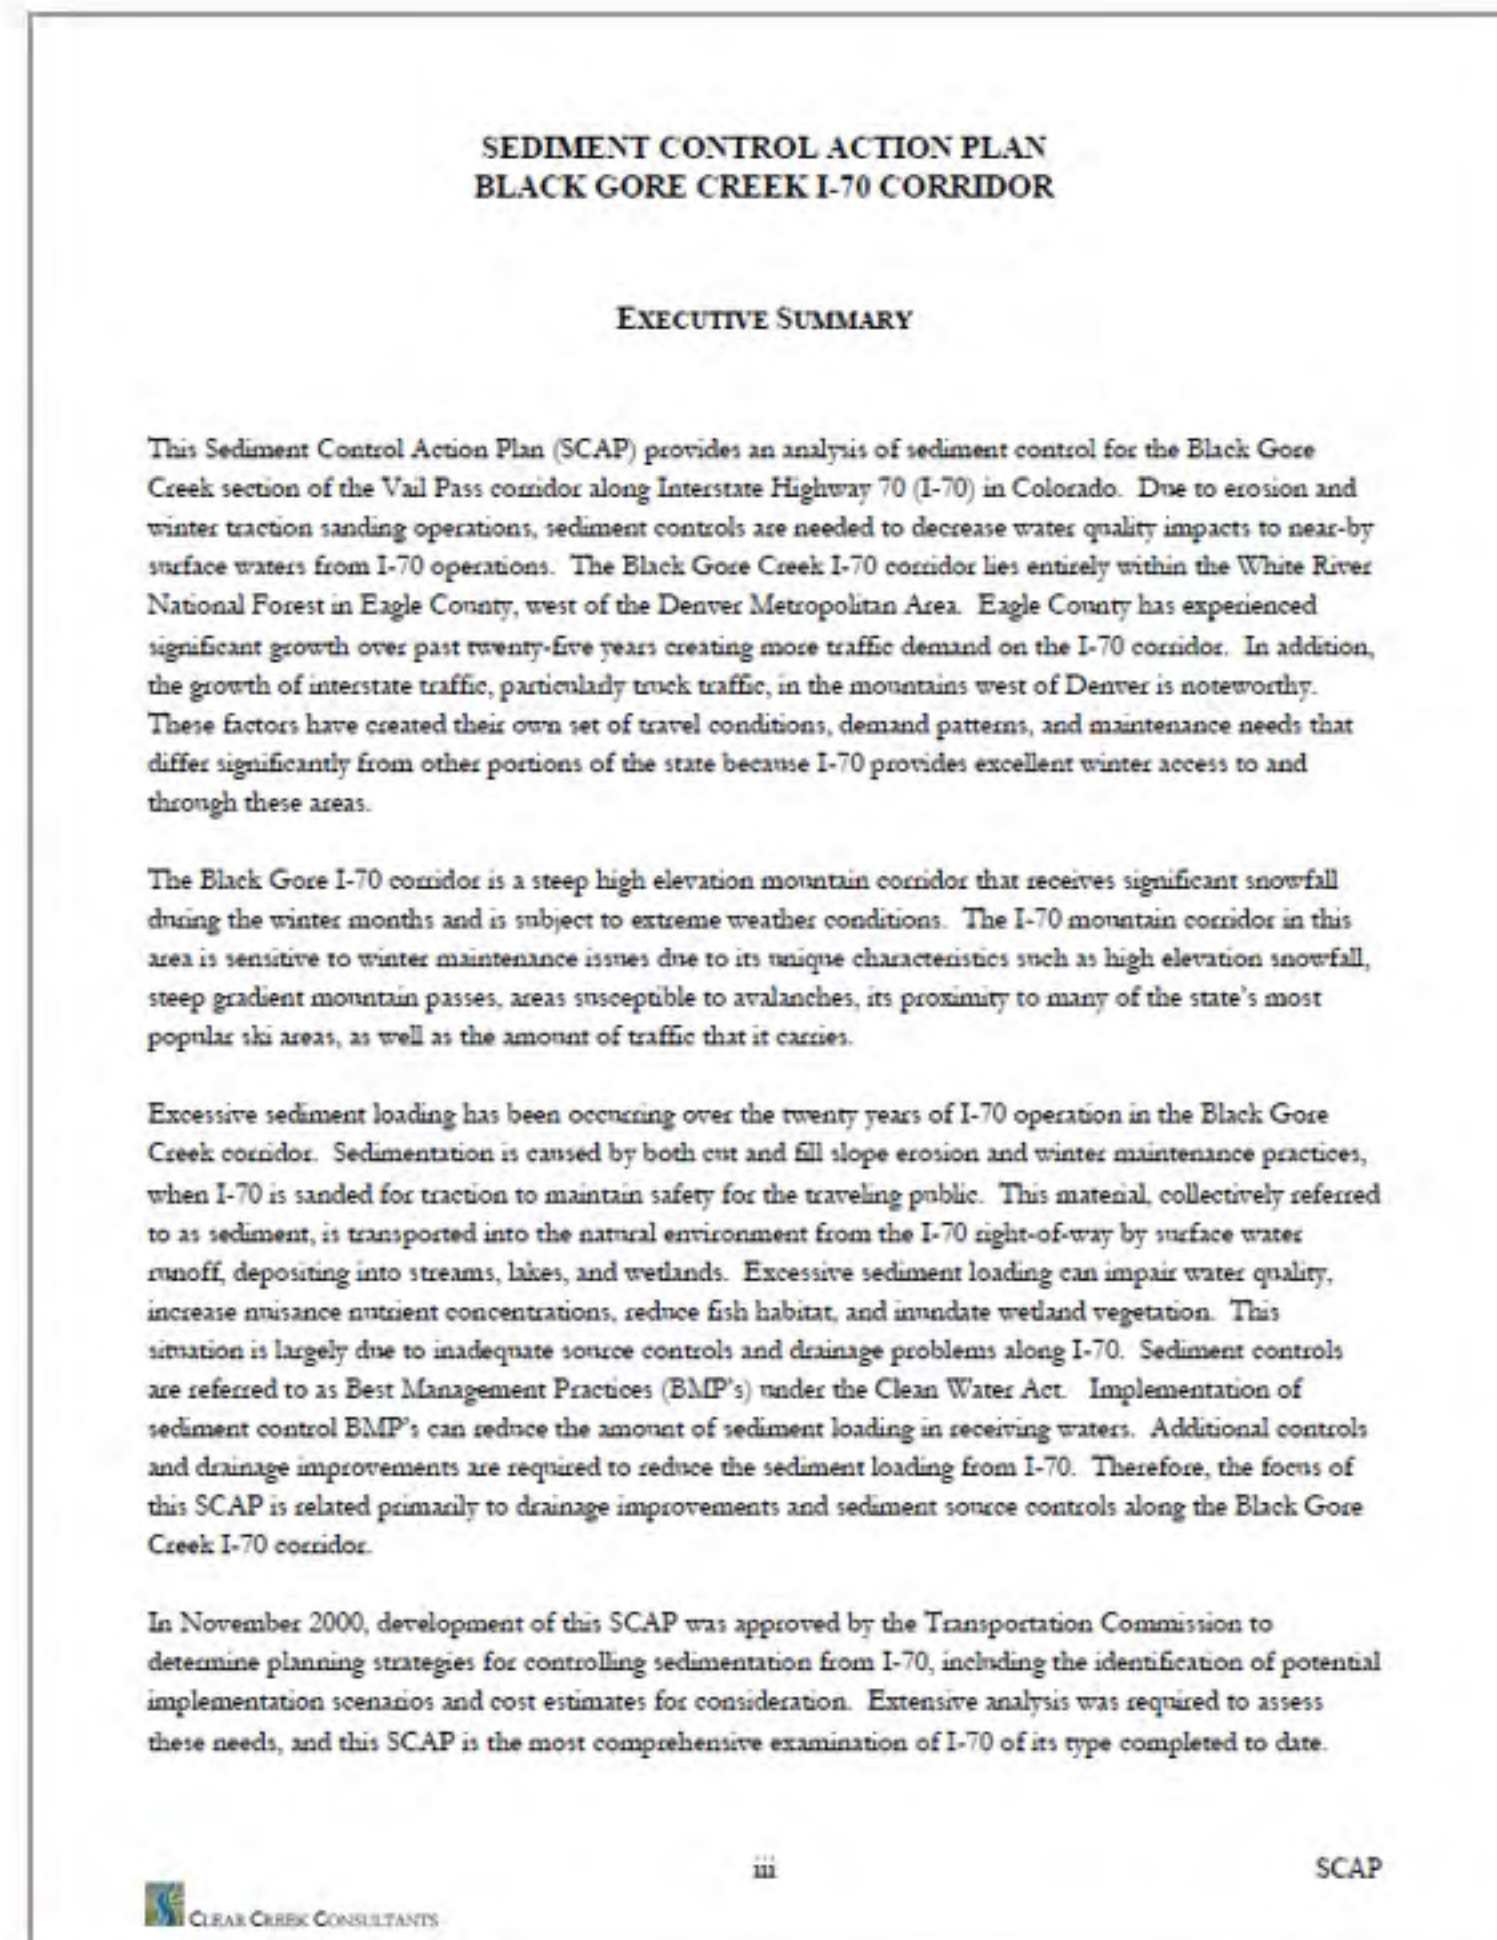 SEDIMENT CONTROL ACTION PLAN
BLACK GORE CREEK I-70 CORRIDOR
EXECUTIVE SUMMARY
This Sediment Control Action Plan (SCAP) provides an analysis of sediment control for the Black Gore
Creek section of the Vail Pass corridor along Interstate Highway 70 (I-70) in Colorado. Due to erosion and
winter traction sanding operations, sediment controls are needed to decrease water quality impacts to near-by
surface waters from I-70 operations. The Black Gore Creek I-70 corridor lies entirely within the White River
National Forest in Eagle County, west of the Denver Metropolitan Area. Eagle County has experienced
significant growth over past twenty-five years creating more traffic demand on the I-70 corridor. In addition,
the growth of interstate traffic, particularly truck traffic, in the mountains west of Denver is noteworthy.
These factors have created their own set of travel conditions, demand patterns, and maintenance needs that
differ significantly from other portions of the state because I-70 provides excellent winter access to and
through these areas.
The Black Gore I-70 corridor is a steep high elevation mountain corridor that receives significant snowfall
during the winter months and is subject to extreme weather conditions. The I-70 mountain corridor in this
area is sensitive to winter maintenance issues due to its unique characteristics such as high elevation snowfall,
steep gradient mountain passes, areas susceptible to avalanches, its proximity to many of the state's most
popular ski areas, as well as the amount of traffic that it carries.
Excessive sediment loading has been occurring over the twenty years of I-70 operation in the Black Gore
Creek corridor. Sedimentation is caused by both cut and fill slope erosion and winter maintenance practices,
when I-70 is sanded for traction to maintain safety for the traveling public. This material, collectively referred
to as sediment, is transported into the natural environment from the I-70 right-of-way by surface water
runoff, depositing into streams, lakes, and wetlands. Excessive sediment loading can impair water quality,
increase nuisance nutrient concentrations, reduce fish habitat, and inundate wetland vegetation. This
situation is largely due to inadequate source controls and drainage problems along I-70. Sediment controls
are referred to as Best Management Practices (BMP's) under the Clean Water Act. Implementation of
sediment control BMP's can reduce the amount of sediment loading in receiving waters. Additional controls
and drainage improvements are required to reduce the sediment loading from I-70. Therefore, the focus of
this SCAP is related primarily to drainage improvements and sediment source controls along the Black Gore
Creek I-70 corridor.
In November 2000, development of this SCAP was approved by the Transportation Commission to
determine planning strategies for controlling sedimentation from I-70, including the identification of potential
implementation scenarios and cost estimates for consideration. Extensive analysis was required to assess
these needs, and this SCAP is the most comprehensive examination of I-70 of its type completed to date.
iii
SCAP
CLEAR CREEK CONSULTANTS